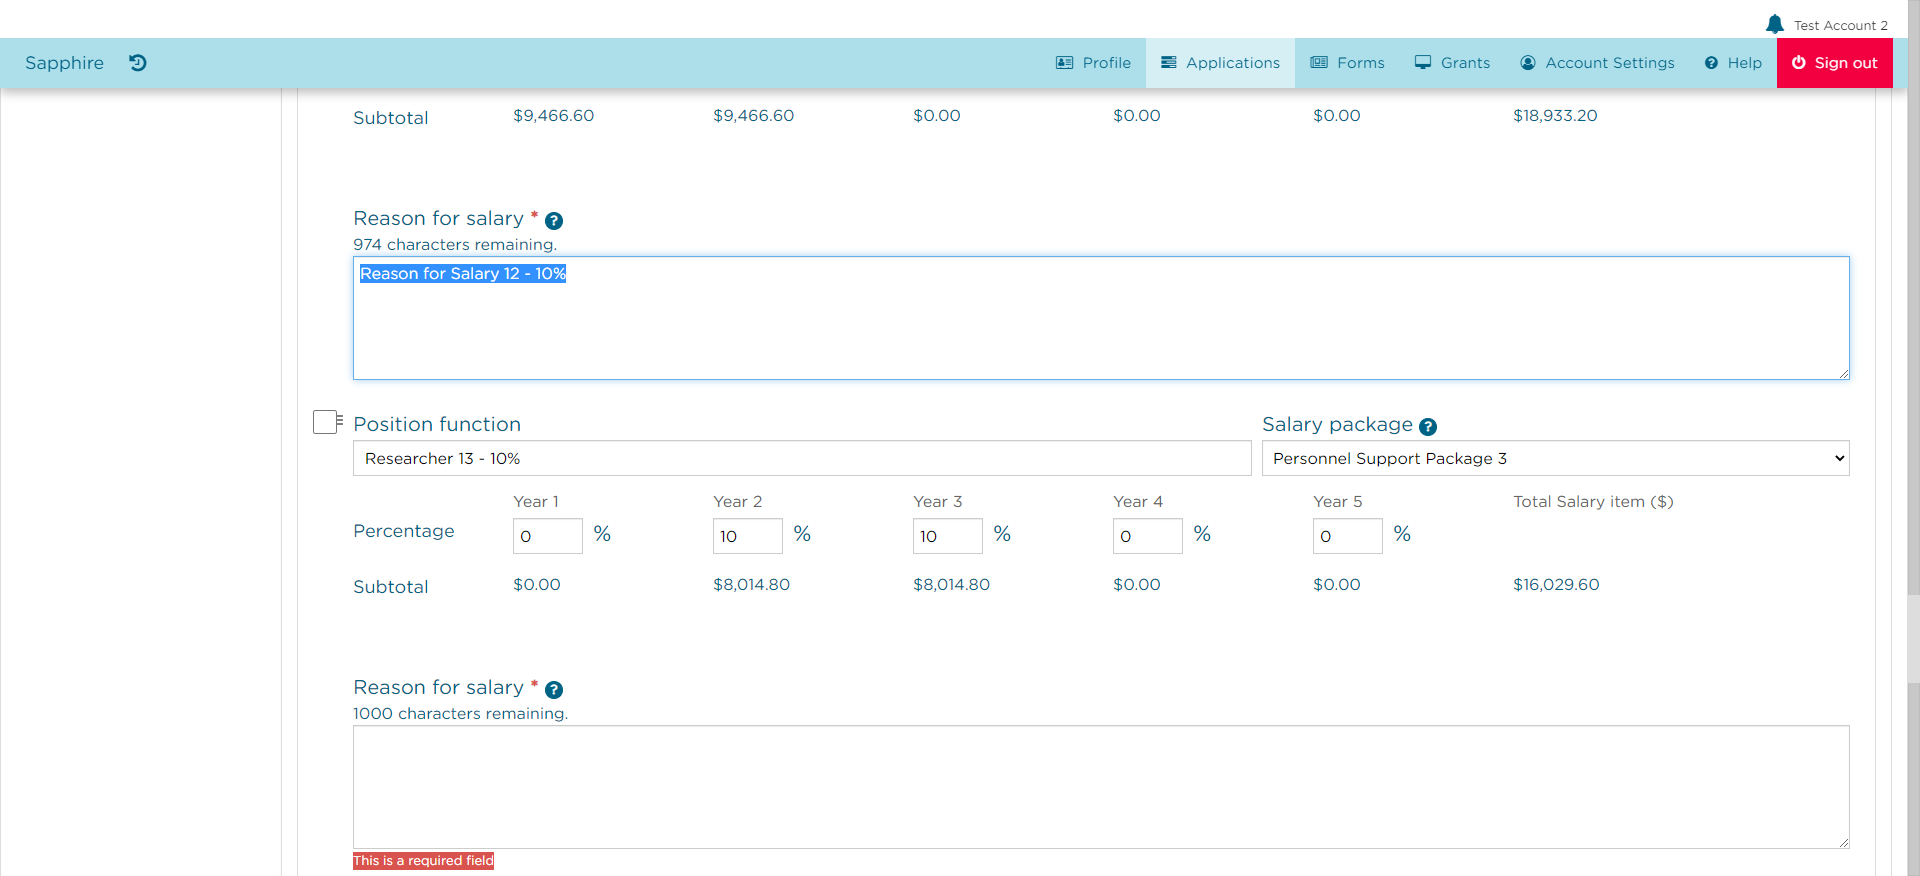 Test Account 2
Sapphire Profile Applications Forms Grants Account Settings Help Sign out
Subtotal $9,466.60 $9,466.60 $0.00 $0.00 $0.00 $18,933.20
Reason for salary * ?
974 characters remaining.
Reason for Salary 12 - 10%
Position function Salary package ?
Researcher 13 - 10% Personnel Support Package 3
Year 1 Year 2 Year 3 Year 4 Year 5 Total Salary item ($)
Percentage 0 % 10 % 10 % 0 % 0 %
Subtotal $0.00 $8,014.80 $8,014.80 $0.00 $0.00 $16,029.60
Reason for salary * ?
1000 characters remaining.
This is a required field